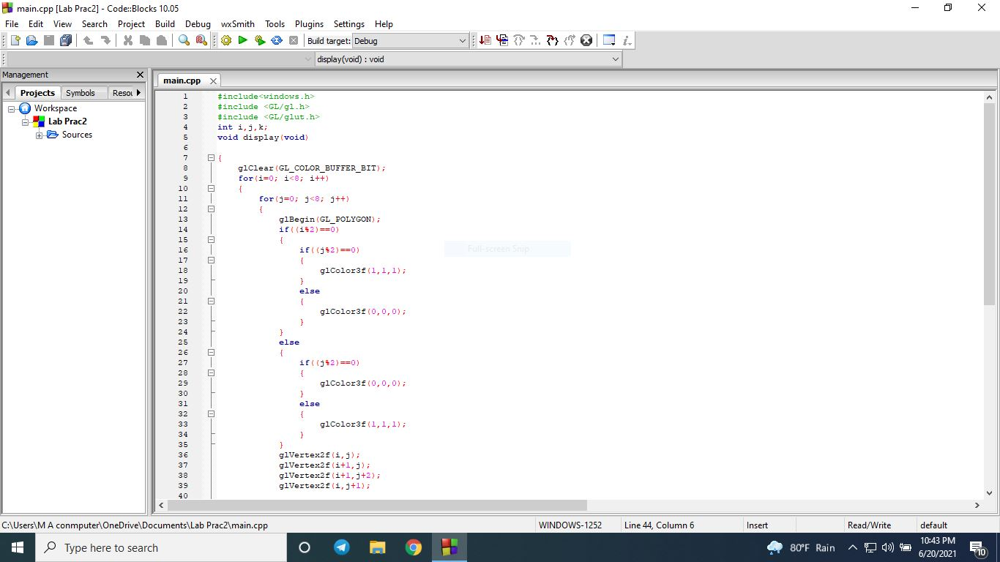 main.cpp [Lab Prac2] - Code::Blocks 10.05
File Edit View Search Project Build Debug wxSmith Tools Plugins Settings Help
Build target: Debug
display(void) : void
Management
main.cpp
Projects Symbols Resou
Workspace
Lab Prac2
Sources
1 #include<windows.h>
2 #include <GL/gl.h>
3 #include <GL/glut.h>
4 int i,j,k;
5 void display(void)
6
7 {
8 glClear(GL_COLOR_BUFFER_BIT);
9 for(i=0; i<8; i++)
10 {
11 for(j=0; j<8; j++)
12 {
13 glBegin(GL_POLYGON);
14 if((i%2)==0)
15 {
16 if((j%2)==0)
17 {
18 glColor3f(1,1,1);
19 }
20 else
21 {
22 glColor3f(0,0,0);
23 }
24 }
25 else
26 {
27 if((j%2)==0)
28 {
29 glColor3f(0,0,0);
30 }
31 else
32 {
33 glColor3f(1,1,1);
34 }
35 }
36 glVertex2f(i,j);
37 glVertex2f(i+1,j);
38 glVertex2f(i+1,j+2);
39 glVertex2f(i,j+1);
40
Full-screen Snip
C:\Users\M A conmputer\OneDrive\Documents\Lab Prac2\main.cpp WINDOWS-1252 Line 44, Column 6 Insert Read/Write default
Type here to search
80°F Rain
10:43 PM
6/20/2021
10